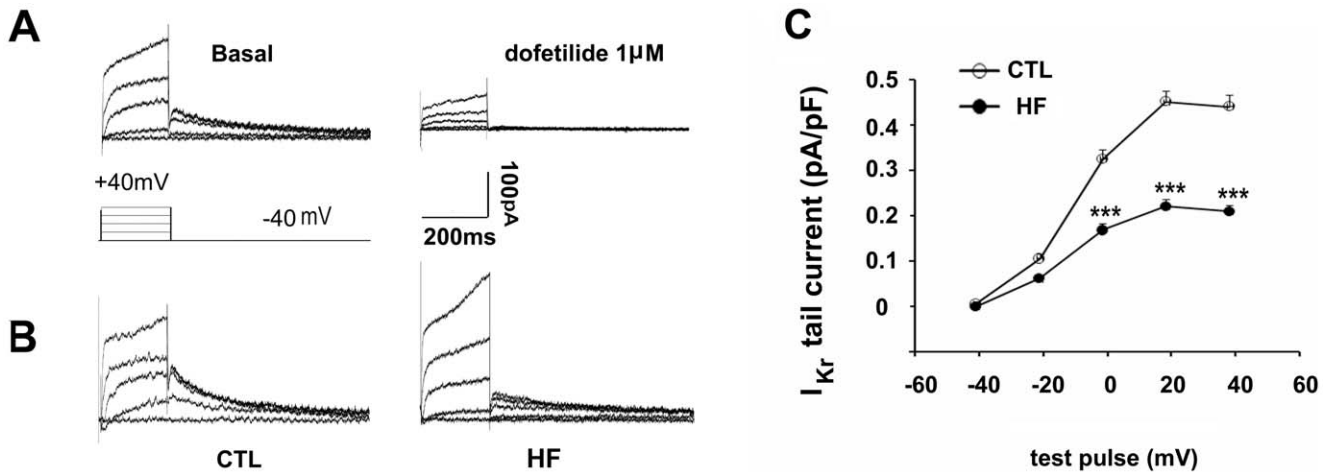 A
Basal
dofetilide 1µM
+40mV
-40 mV
100pA
200ms
B
CTL
HF
C
CTL
HF
0.5
0.4
0.3
0.2
0.1
0
*** *** ***
-60 -40 -20 0 20 40 60
IKr tail current (pA/pF)
test pulse (mV)